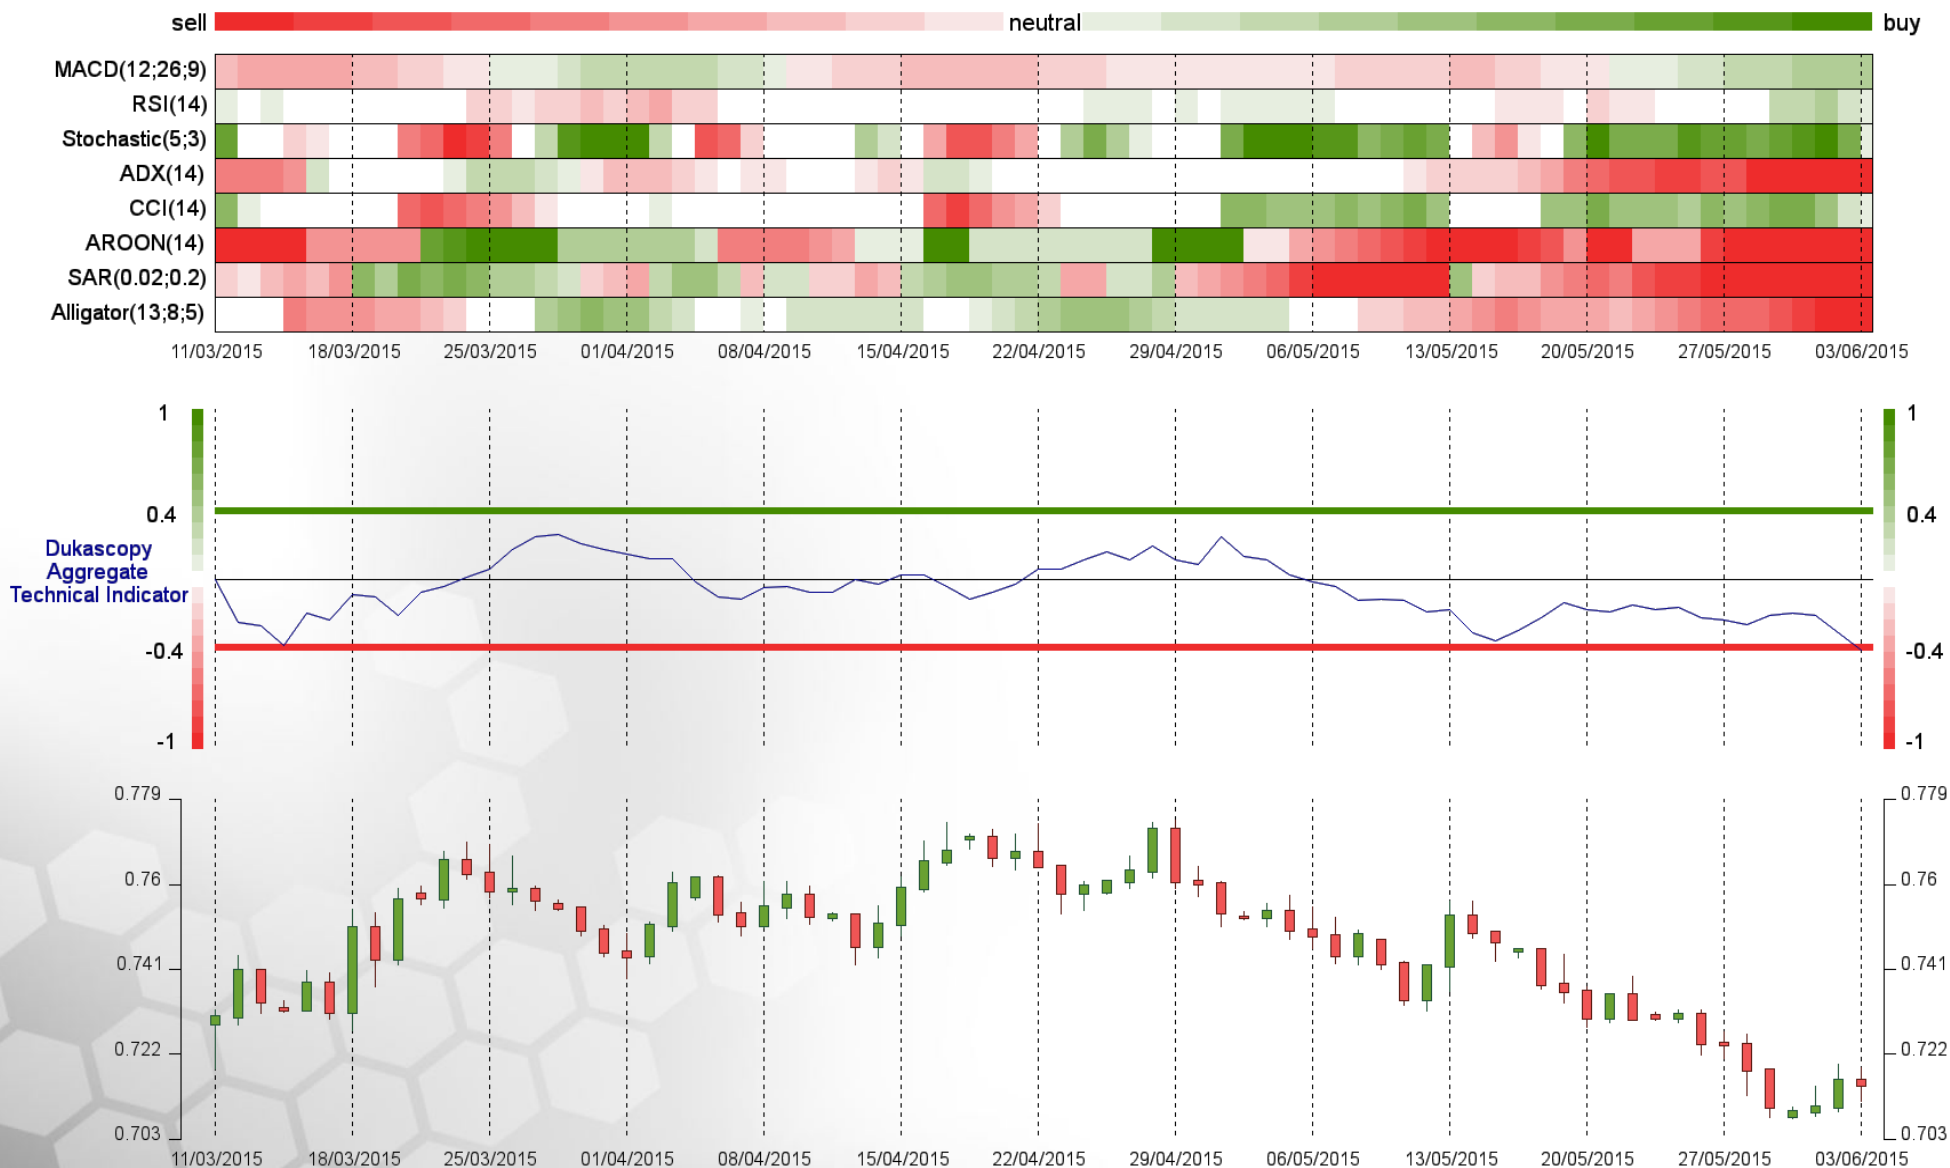 sell neutral buy
MACD(12;26;9)
RSI(14)
Stochastic(5;3)
ADX(14)
CCI(14)
AROON(14)
SAR(0.02;0.2)
Alligator(13;8;5)
11/03/2015 18/03/2015 25/03/2015 01/04/2015 08/04/2015 15/04/2015 22/04/2015 29/04/2015 06/05/2015 13/05/2015 20/05/2015 27/05/2015 03/06/2015
1 1
0.4 0.4
Dukascopy
Aggregate
Technical Indicator
-0.4 -0.4
-1 -1
0.779 0.779
0.76 0.76
0.741 0.741
0.722 0.722
0.703 0.703
11/03/2015 18/03/2015 25/03/2015 01/04/2015 08/04/2015 15/04/2015 22/04/2015 29/04/2015 06/05/2015 13/05/2015 20/05/2015 27/05/2015 03/06/2015